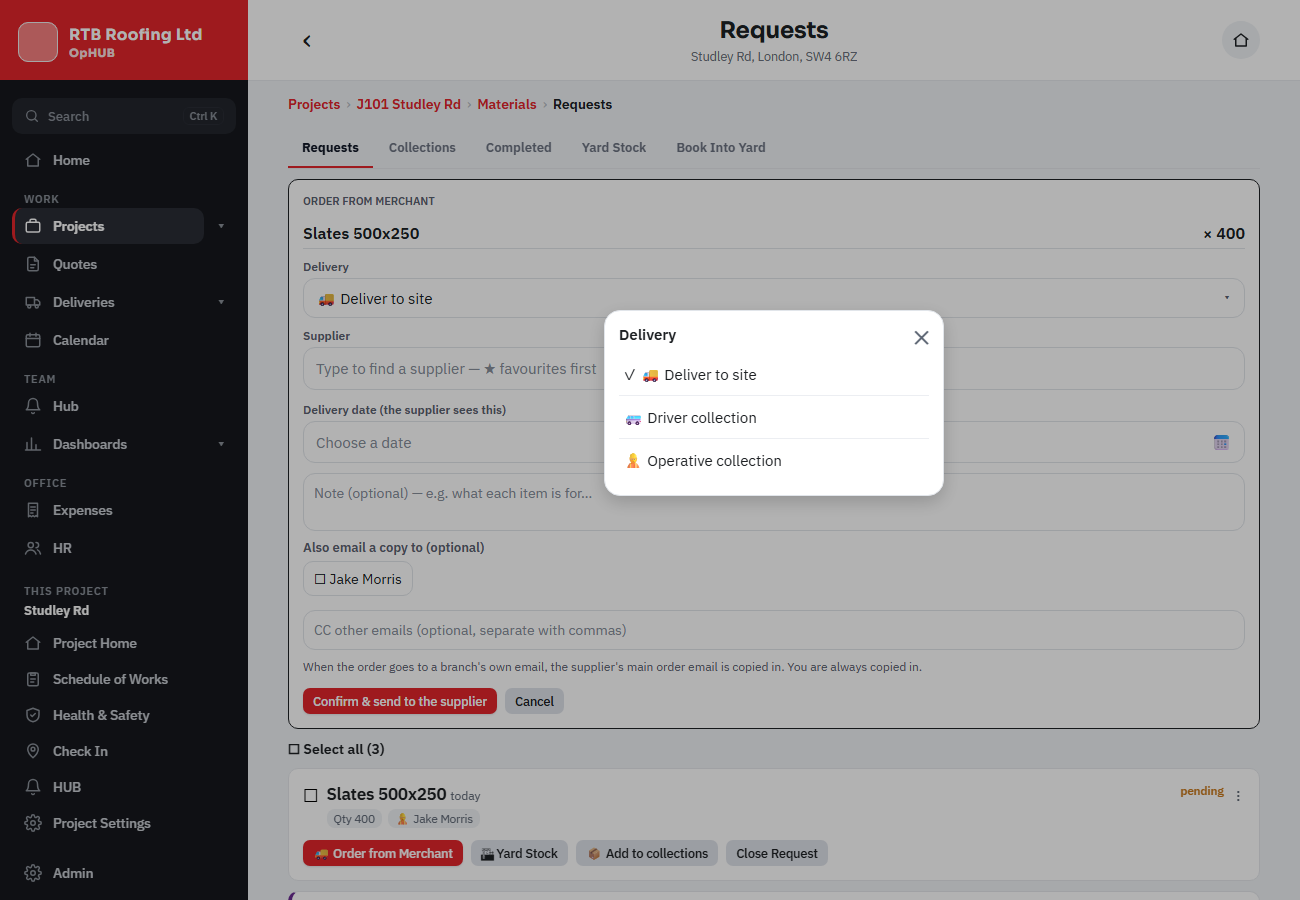 RTB Roofing Ltd
OpHUB
Search
Ctrl K
Home
WORK
Projects
Quotes
Deliveries
Calendar
TEAM
Hub
Dashboards
OFFICE
Expenses
HR
THIS PROJECT
Studley Rd
Project Home
Schedule of Works
Health & Safety
Check In
HUB
Project Settings
Admin
Requests
Studley Rd, London, SW4 6RZ
Projects › J101 Studley Rd › Materials › Requests
Requests
Collections
Completed
Yard Stock
Book Into Yard
ORDER FROM MERCHANT
Slates 500x250
× 400
Delivery
🚚 Deliver to site
Supplier
Type to find a supplier — ★ favourites first
Delivery date (the supplier sees this)
Choose a date
Note (optional) — e.g. what each item is for...
Also email a copy to (optional)
☐ Jake Morris
CC other emails (optional, separate with commas)
When the order goes to a branch's own email, the supplier's main order email is copied in. You are always copied in.
Confirm & send to the supplier
Cancel
Delivery
✓ 🚚 Deliver to site
Driver collection
Operative collection
☐ Select all (3)
Slates 500x250 today
pending
Qty 400
Jake Morris
🚚 Order from Merchant
Yard Stock
📦 Add to collections
Close Request